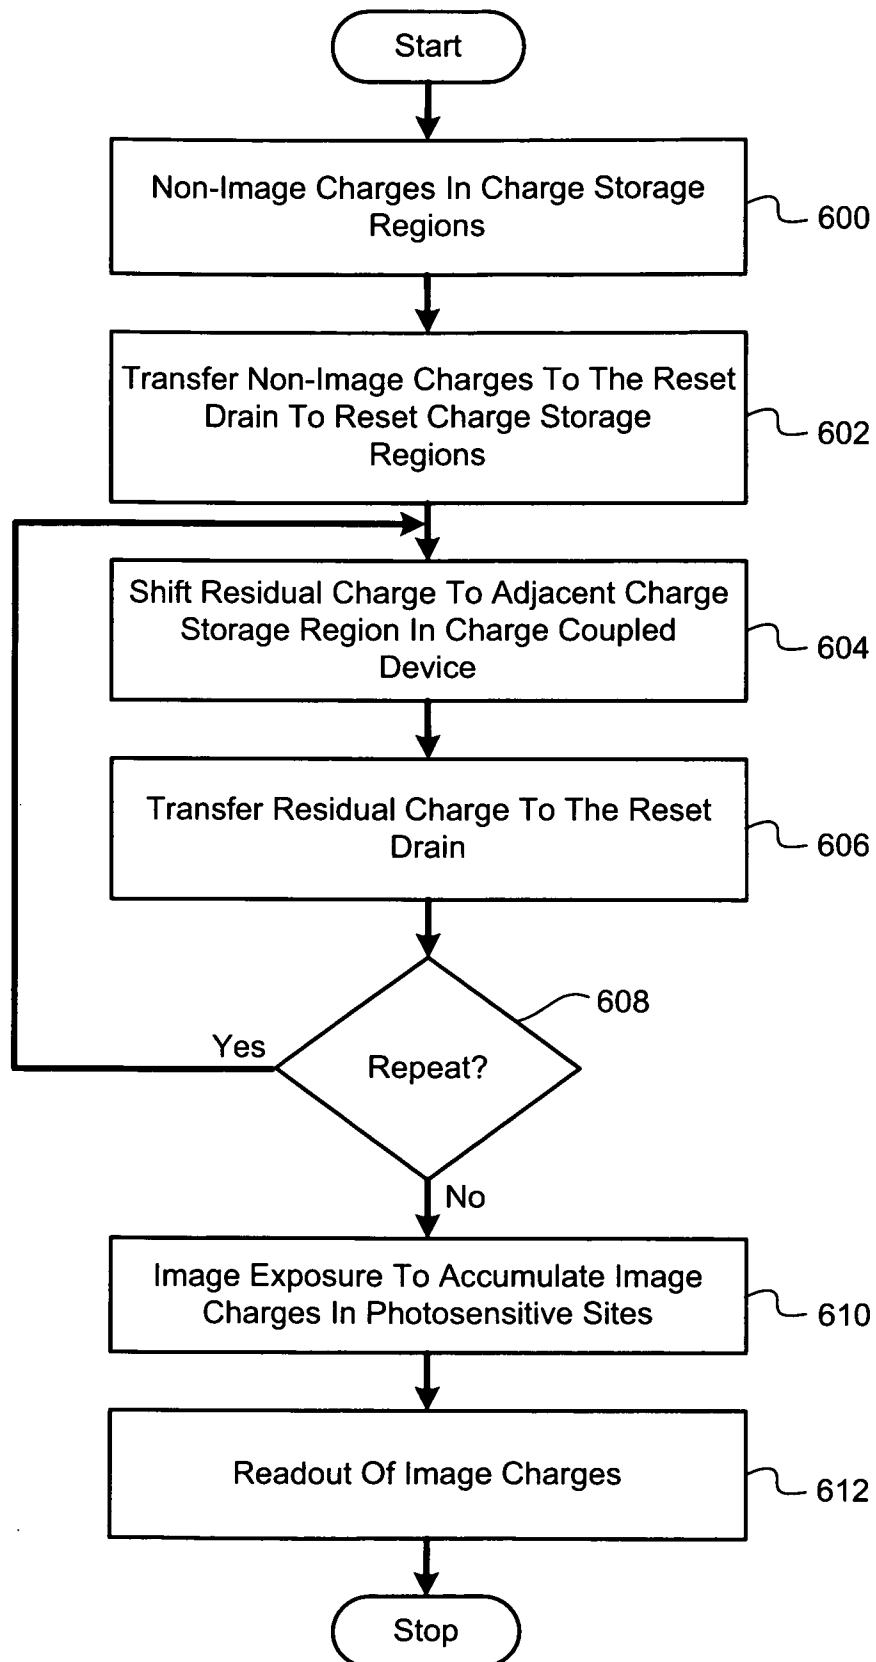 Start
Non-Image Charges In Charge Storage
Regions
600
Transfer Non-Image Charges To The Reset
Drain To Reset Charge Storage
Regions
602
Shift Residual Charge To Adjacent Charge
Storage Region In Charge Coupled
Device
604
Transfer Residual Charge To The Reset
Drain
606
608
Yes
Repeat?
No
Image Exposure To Accumulate Image
Charges In Photosensitive Sites
610
Readout Of Image Charges
612
Stop